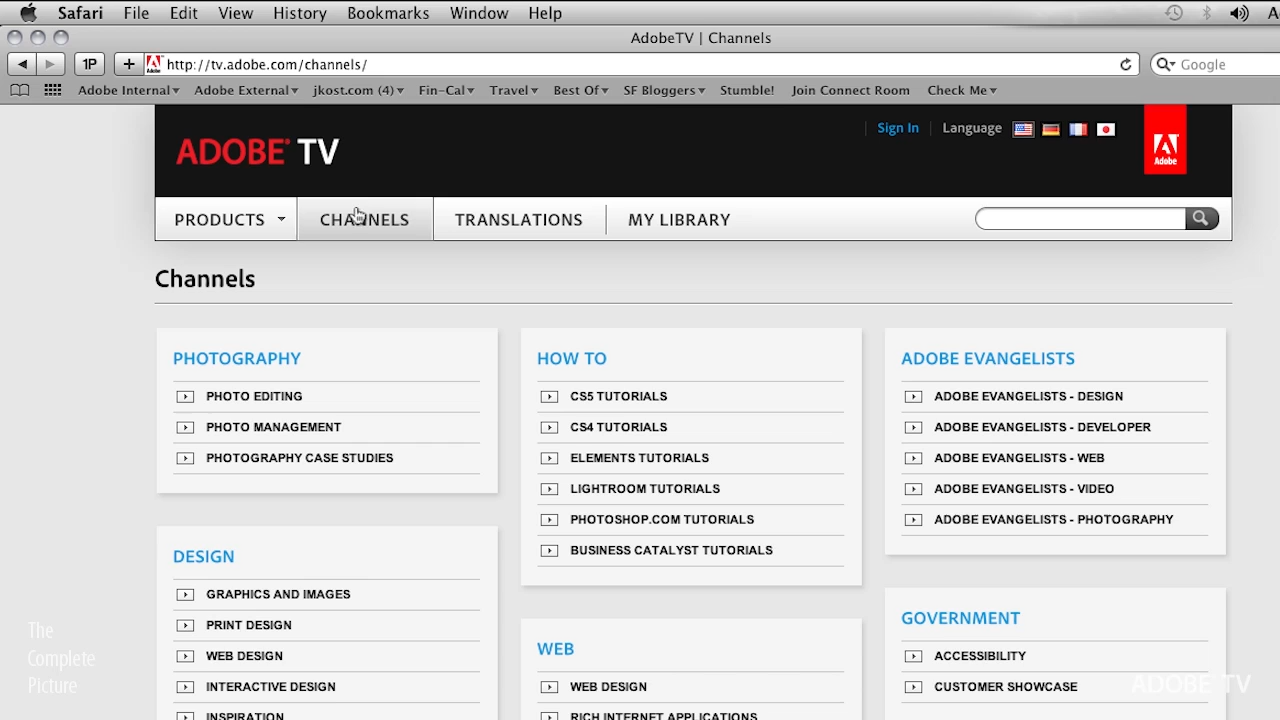 Safari File Edit View History Bookmarks Window Help
AdobeTV | Channels
1P + http://tv.adobe.com/channels/ Google
Adobe Internal Adobe External jkost.com (4) Fin-Cal Travel Best Of SF Bloggers Stumble! Join Connect Room Check Me
ADOBE® TV
Sign In Language
Adobe
PRODUCTS CHANNELS TRANSLATIONS MY LIBRARY
Channels
PHOTOGRAPHY
PHOTO EDITING
PHOTO MANAGEMENT
PHOTOGRAPHY CASE STUDIES
DESIGN
GRAPHICS AND IMAGES
PRINT DESIGN
WEB DESIGN
INTERACTIVE DESIGN
INSPIRATION
HOW TO
CS5 TUTORIALS
CS4 TUTORIALS
ELEMENTS TUTORIALS
LIGHTROOM TUTORIALS
PHOTOSHOP.COM TUTORIALS
BUSINESS CATALYST TUTORIALS
WEB
WEB DESIGN
RICH INTERNET APPLICATIONS
ADOBE EVANGELISTS
ADOBE EVANGELISTS - DESIGN
ADOBE EVANGELISTS - DEVELOPER
ADOBE EVANGELISTS - WEB
ADOBE EVANGELISTS - VIDEO
ADOBE EVANGELISTS - PHOTOGRAPHY
GOVERNMENT
ACCESSIBILITY
CUSTOMER SHOWCASE
The
Complete
Picture
ADOBE TV